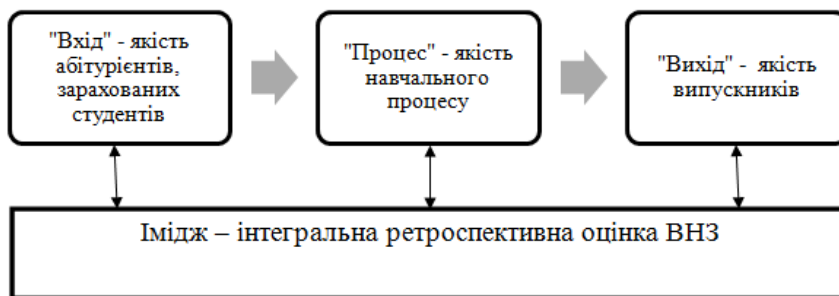 "Вхід" - якість
абітурієнтів,
зарахованих
студентів
"Процес" - якість
навчального
процесу
"Вихід" - якість
випускників
Імідж – інтегральна ретроспективна оцінка ВНЗ